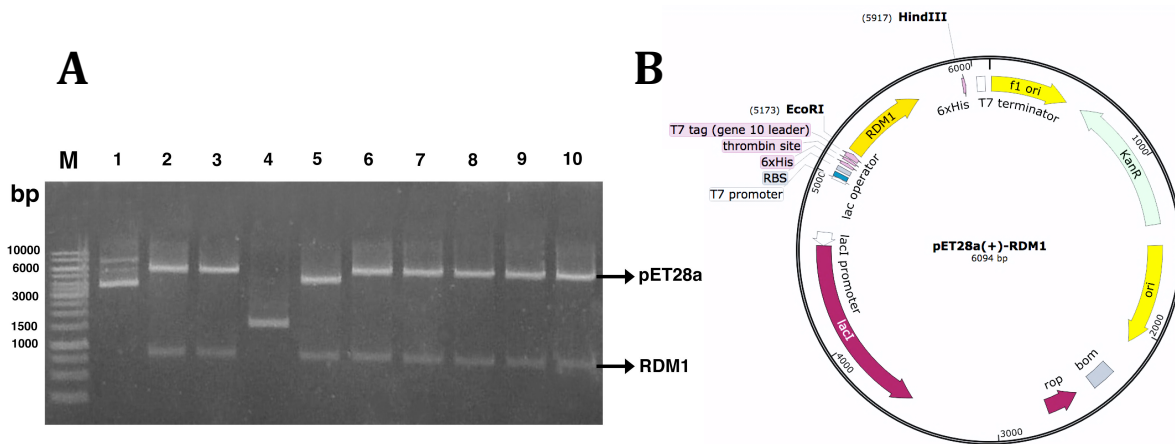 A
M 1 2 3 4 5 6 7 8 9 10
bp
10000
6000
3000
1500
1000
pET28a
RDM1
B
(5917) HindIII
6000
6xHis
T7 terminator
f1 ori
(5173) EcoRI
RDM1
T7 tag (gene 10 leader)
thrombin site
6xHis
RBS
T7 promoter
lac operator
KanR
1000
lacI promoter
pET28a(+)-RDM1
6094 bp
lacI
ori
2000
4000
bom
rop
3000